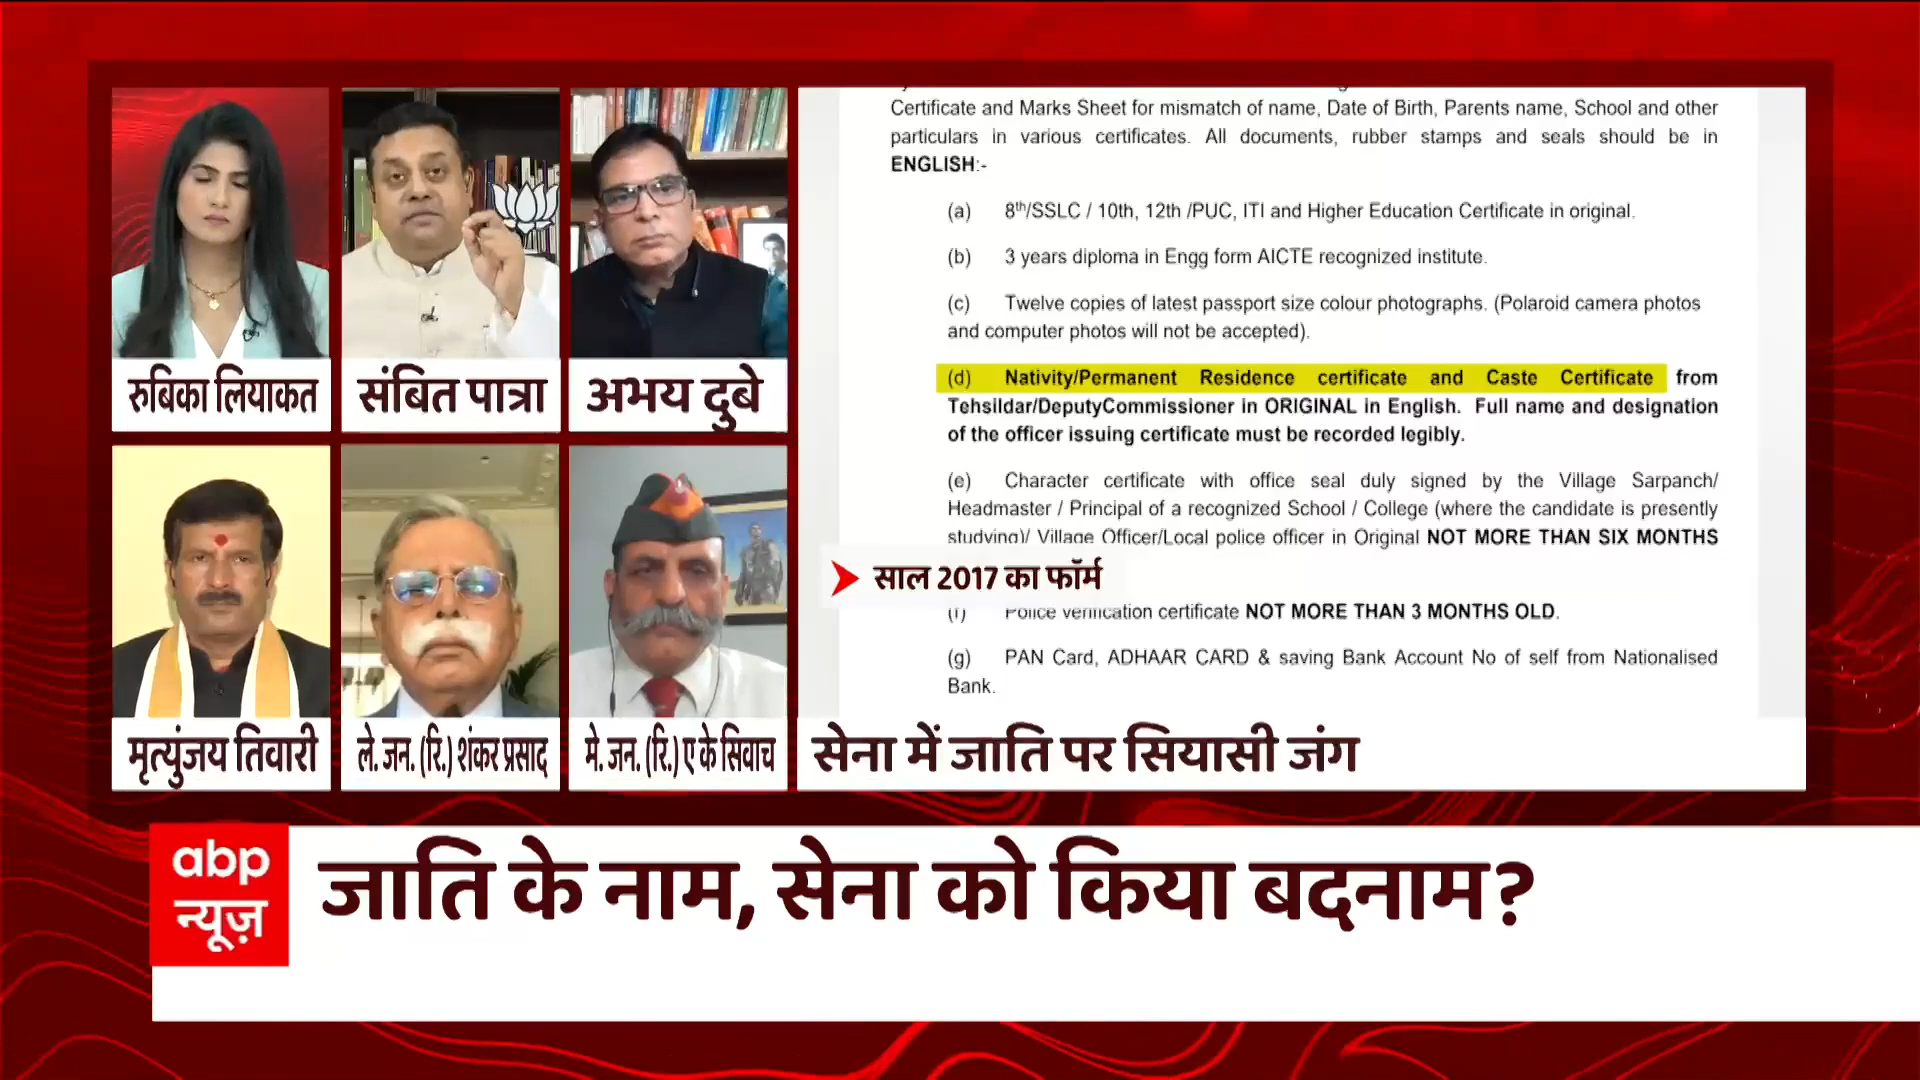 रुबिका लियाकत
संबित पात्रा
अभय दुबे
मृत्युंजय तिवारी
ले. जन. (रि.) शंकर प्रसाद
मे. जन. (रि.) ए के सिवाच
Certificate and Marks Sheet for mismatch of name, Date of Birth, Parents name, School and other
particulars in various certificates. All documents, rubber stamps and seals should be in
ENGLISH:-
(a) 8th/SSLC / 10th, 12th /PUC, ITI and Higher Education Certificate in original.
(b) 3 years diploma in Engg form AICTE recognized institute.
(c) Twelve copies of latest passport size colour photographs. (Polaroid camera photos
and computer photos will not be accepted).
(d) Nativity/Permanent Residence certificate and Caste Certificate from
Tehsildar/DeputyCommissioner in ORIGINAL in English. Full name and designation
of the officer issuing certificate must be recorded legibly.
(e) Character certificate with office seal duly signed by the Village Sarpanch/
Headmaster / Principal of a recognized School / College (where the candidate is presently
studying)/ Village Officer/Local police officer in Original NOT MORE THAN SIX MONTHS
साल 2017 का फॉर्म
(f) Police verification certificate NOT MORE THAN 3 MONTHS OLD.
(g) PAN Card, ADHAAR CARD & saving Bank Account No of self from Nationalised
Bank.
सेना में जाति पर सियासी जंग
abp
न्यूज़
जाति के नाम, सेना को किया बदनाम?